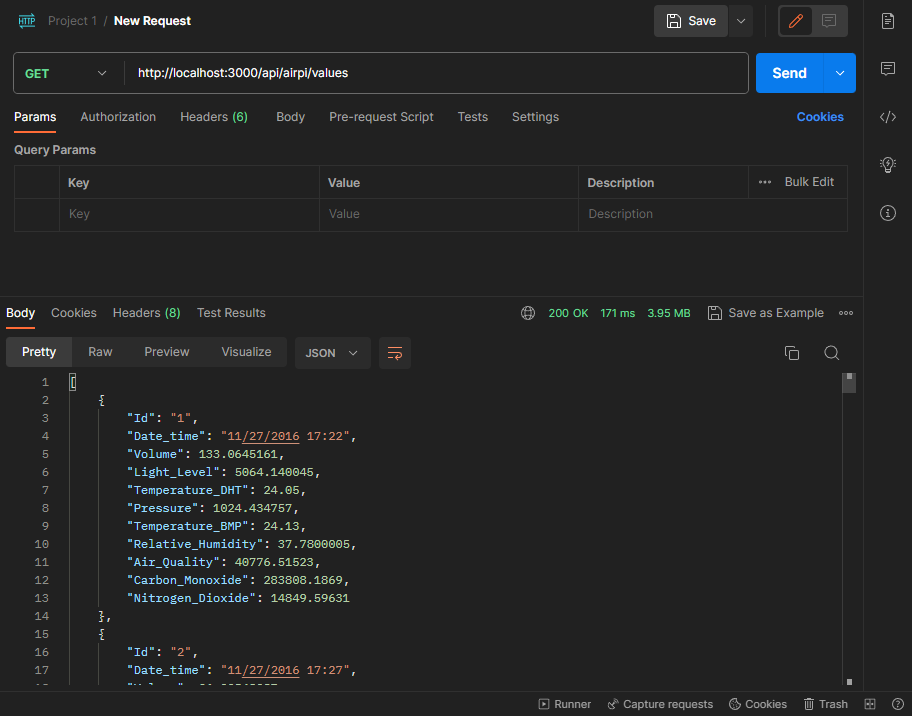 HTTP Project 1 / New Request Save
GET http://localhost:3000/api/airpi/values Send
Params Authorization Headers (6) Body Pre-request Script Tests Settings Cookies
Query Params
Key Value Description ••• Bulk Edit
Key Value Description
Body Cookies Headers (8) Test Results 200 OK 171 ms 3.95 MB Save as Example
Pretty Raw Preview Visualize JSON
1 [
2 {
3 "Id": "1",
4 "Date_time": "11/27/2016 17:22",
5 "Volume": 133.0645161,
6 "Light_Level": 5064.140045,
7 "Temperature_DHT": 24.05,
8 "Pressure": 1024.434757,
9 "Temperature_BMP": 24.13,
10 "Relative_Humidity": 37.7800005,
11 "Air_Quality": 40776.51523,
12 "Carbon_Monoxide": 283808.1869,
13 "Nitrogen_Dioxide": 14849.59631
14 },
15 {
16 "Id": "2",
17 "Date_time": "11/27/2016 17:27",
Runner Capture requests Cookies Trash